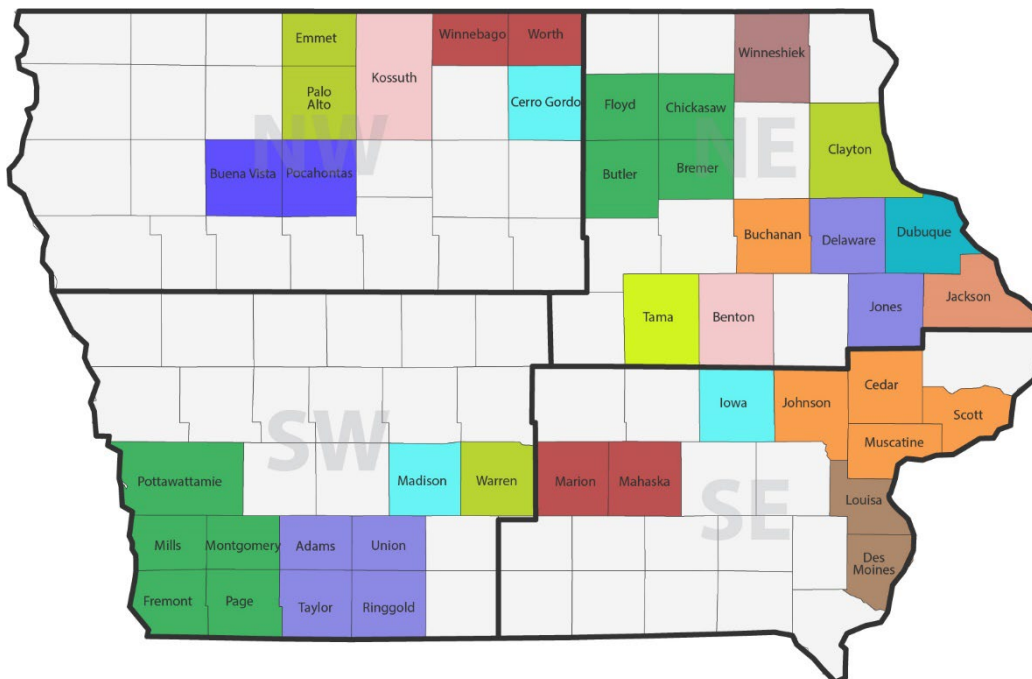 Emmet
Winnebago
Worth
Winneshiek
Kossuth
Palo
Alto
Cerro Gordo
Floyd
Chickasaw
NW
NE
Clayton
Buena Vista
Pocahontas
Butler
Bremer
Buchanan
Delaware
Dubuque
Tama
Benton
Jones
Jackson
Iowa
Johnson
Cedar
Scott
SW
Muscatine
Pottawattamie
Madison
Warren
Marion
Mahaska
SE
Louisa
Mills
Montgomery
Adams
Union
Des
Moines
Fremont
Page
Taylor
Ringgold